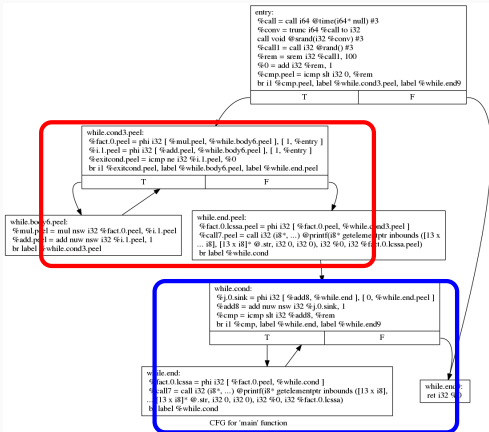 entry:
%call = call i64 @time(i64* null) #3
%conv = trunc i64 %call to i32
call void @srand(i32 %conv) #3
%call1 = call i32 @rand() #3
%rem = srem i32 %call1, 100
%0 = add i32 %rem, 1
%cmp.peel = icmp slt i32 0, %rem
br i1 %cmp.peel, label %while.cond3.peel, label %while.end9
T F
while.cond3.peel:
%fact.0.peel = phi i32 [ %mul.peel, %while.body6.peel ], [ 1, %entry ]
%i.1.peel = phi i32 [ %add.peel, %while.body6.peel ], [ 1, %entry ]
%exitcond.peel = icmp ne i32 %i.1.peel, %0
br i1 %exitcond.peel, label %while.body6.peel, label %while.end.peel
T F
while.body6.peel:
%mul.peel = mul nsw i32 %fact.0.peel, %i.1.peel
%add.peel = add nuw nsw i32 %i.1.peel, 1
br label %while.cond3.peel
while.end.peel:
%fact.0.lcssa.peel = phi i32 [ %fact.0.peel, %while.cond3.peel ]
%call7.peel = call i32 (i8*, ...) @printf(i8* getelementptr inbounds ([13 x
... i8], [13 x i8]* @.str, i32 0, i32 0), i32 %0, i32 %fact.0.lcssa.peel)
br label %while.cond
while.cond:
%j.0.sink = phi i32 [ %add8, %while.end ], [ 0, %while.end.peel ]
%add8 = add nuw nsw i32 %j.0.sink, 1
%cmp = icmp slt i32 %add8, %rem
br i1 %cmp, label %while.end, label %while.end9
T F
while.end:
%fact.0.lcssa = phi i32 [ %fact.0.peel, %while.cond ]
%call7 = call i32 (i8*, ...) @printf(i8* getelementptr inbounds ([13 x i8],
... [13 x i8]* @.str, i32 0, i32 0), i32 %0, i32 %fact.0.lcssa)
br label %while.cond
while.end9:
ret i32 %0
CFG for 'main' function